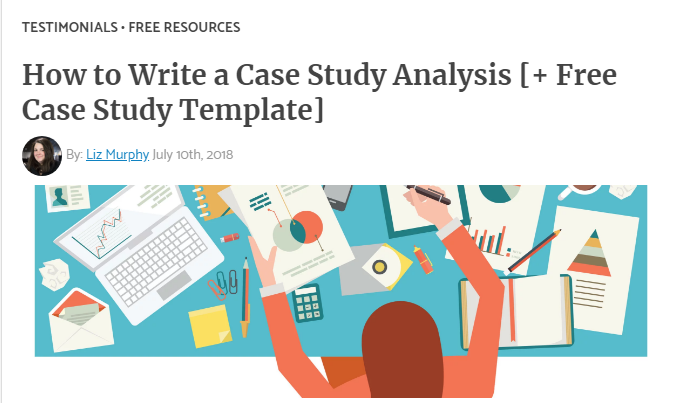 TESTIMONIALS • FREE RESOURCES
How to Write a Case Study Analysis [+ Free
Case Study Template]
By: Liz Murphy July 10th, 2018